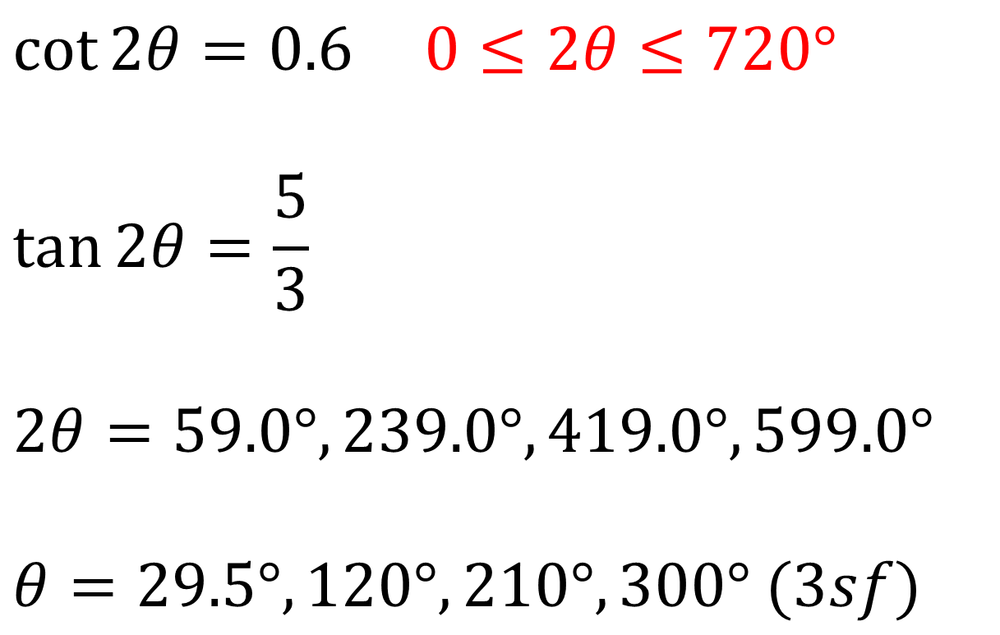 cot 2θ = 0.6 0 ≤ 2θ ≤ 720°
tan 2θ = 5/3
2θ = 59.0°, 239.0°, 419.0°, 599.0°
θ = 29.5°, 120°, 210°, 300° (3sf)